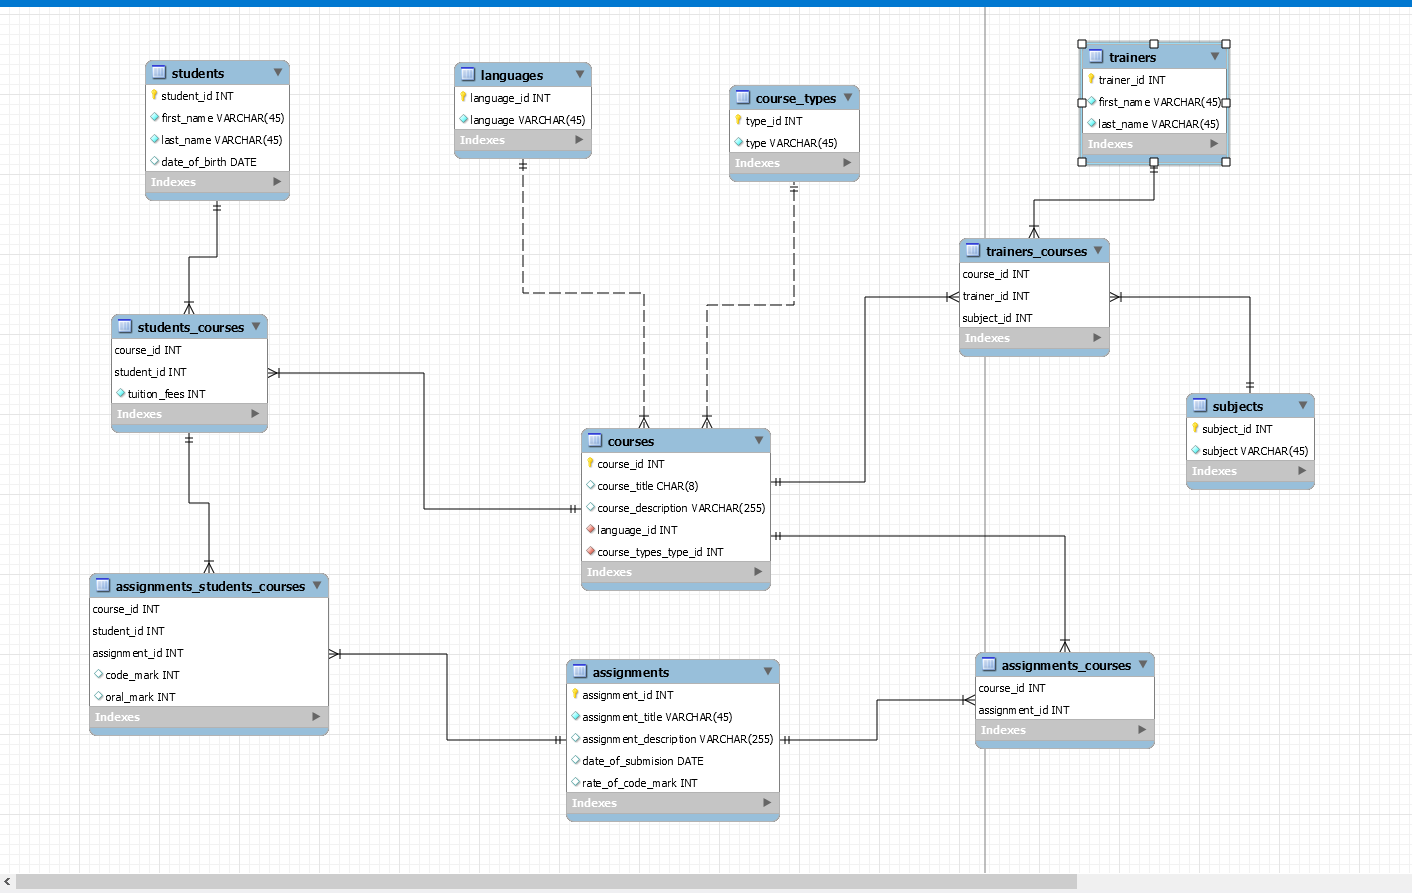 students
student_id INT
first_name VARCHAR(45)
last_name VARCHAR(45)
date_of_birth DATE
Indexes
languages
language_id INT
language VARCHAR(45)
Indexes
course_types
type_id INT
type VARCHAR(45)
Indexes
trainers
trainer_id INT
first_name VARCHAR(45)
last_name VARCHAR(45)
Indexes
trainers_courses
course_id INT
trainer_id INT
subject_id INT
Indexes
students_courses
course_id INT
student_id INT
tuition_fees INT
Indexes
subjects
subject_id INT
subject VARCHAR(45)
Indexes
courses
course_id INT
course_title CHAR(8)
course_description VARCHAR(255)
language_id INT
course_types_type_id INT
Indexes
assignments_students_courses
course_id INT
student_id INT
assignment_id INT
code_mark INT
oral_mark INT
Indexes
assignments
assignment_id INT
assignment_title VARCHAR(45)
assignment_description VARCHAR(255)
date_of_submision DATE
rate_of_code_mark INT
Indexes
assignments_courses
course_id INT
assignment_id INT
Indexes